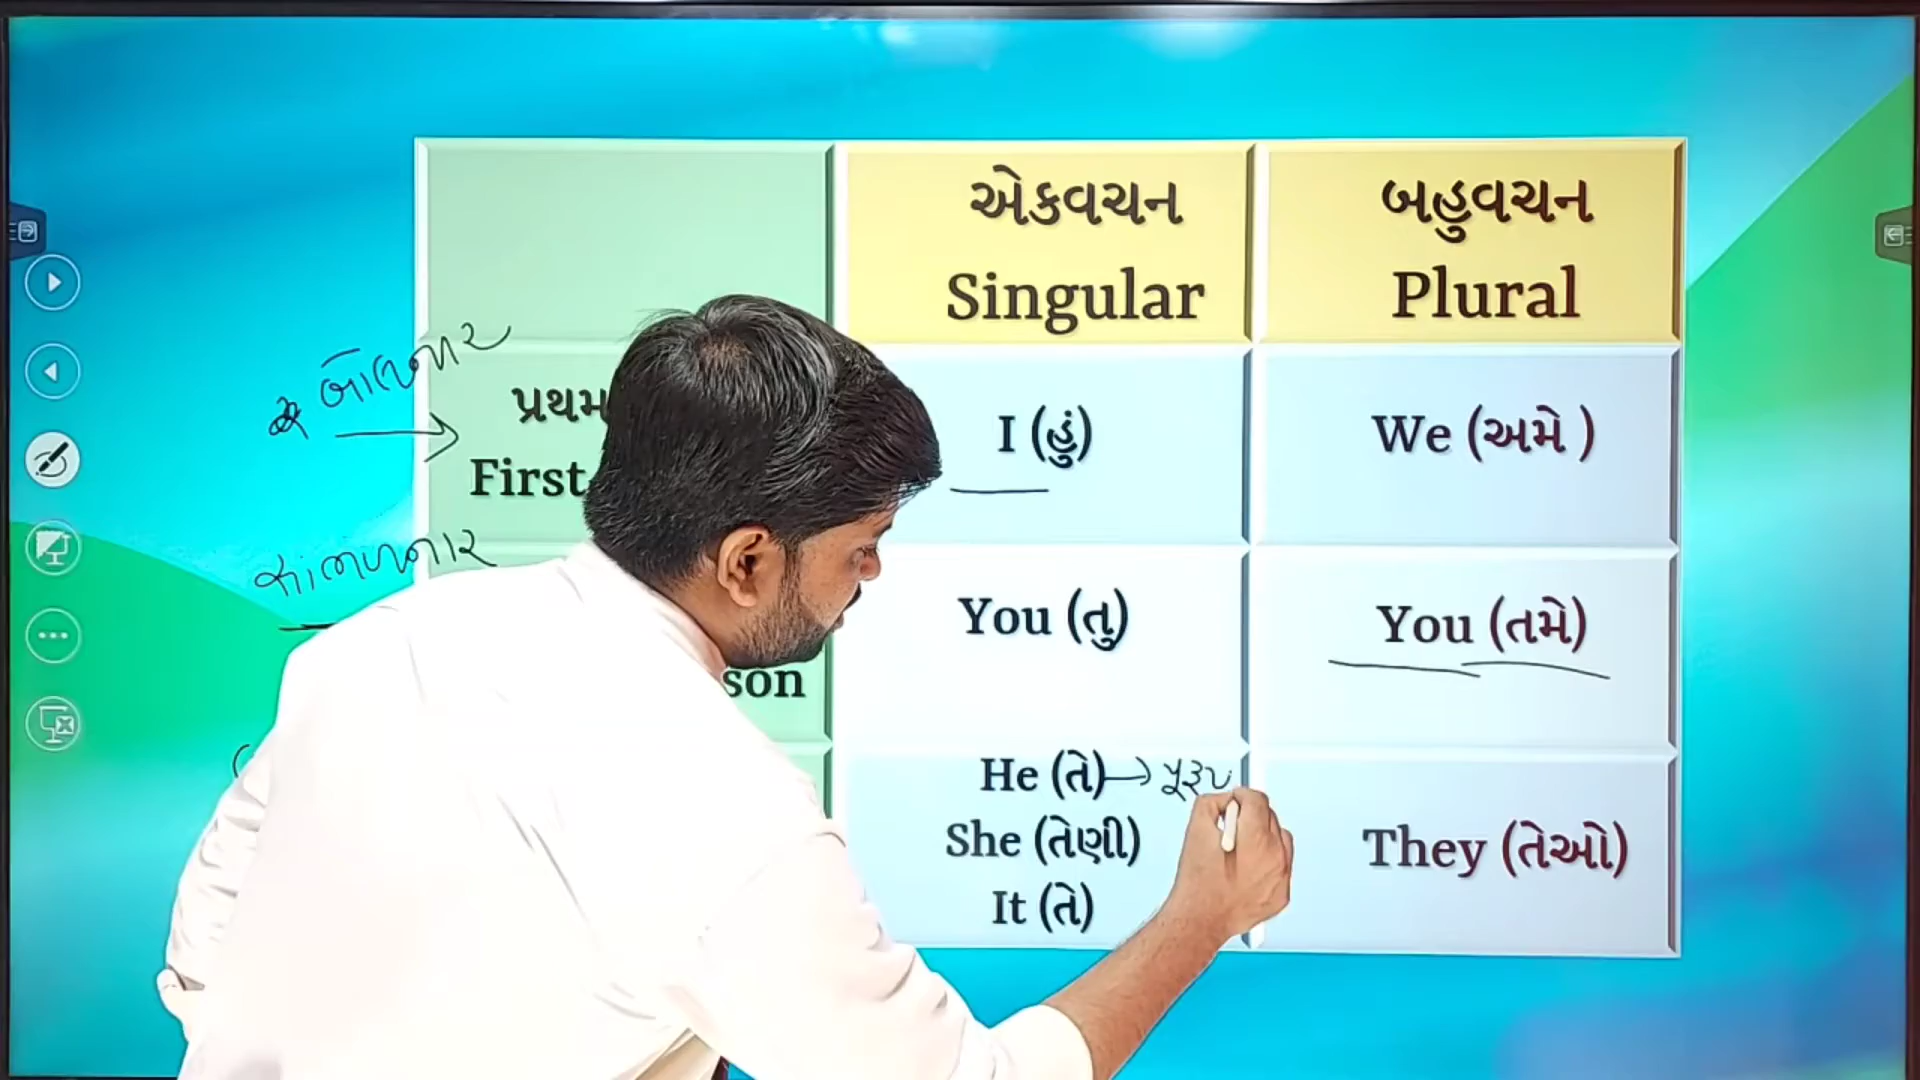 એકવચન
Singular
બહુવચન
Plural
બોલનાર
પ્રથમ
First
I (હું)
We (અમે )
સાંભળનાર
son
You (તુ)
You (તમે)
He (તે)
She (તેણી)
It (તે)
They (તેઓ)